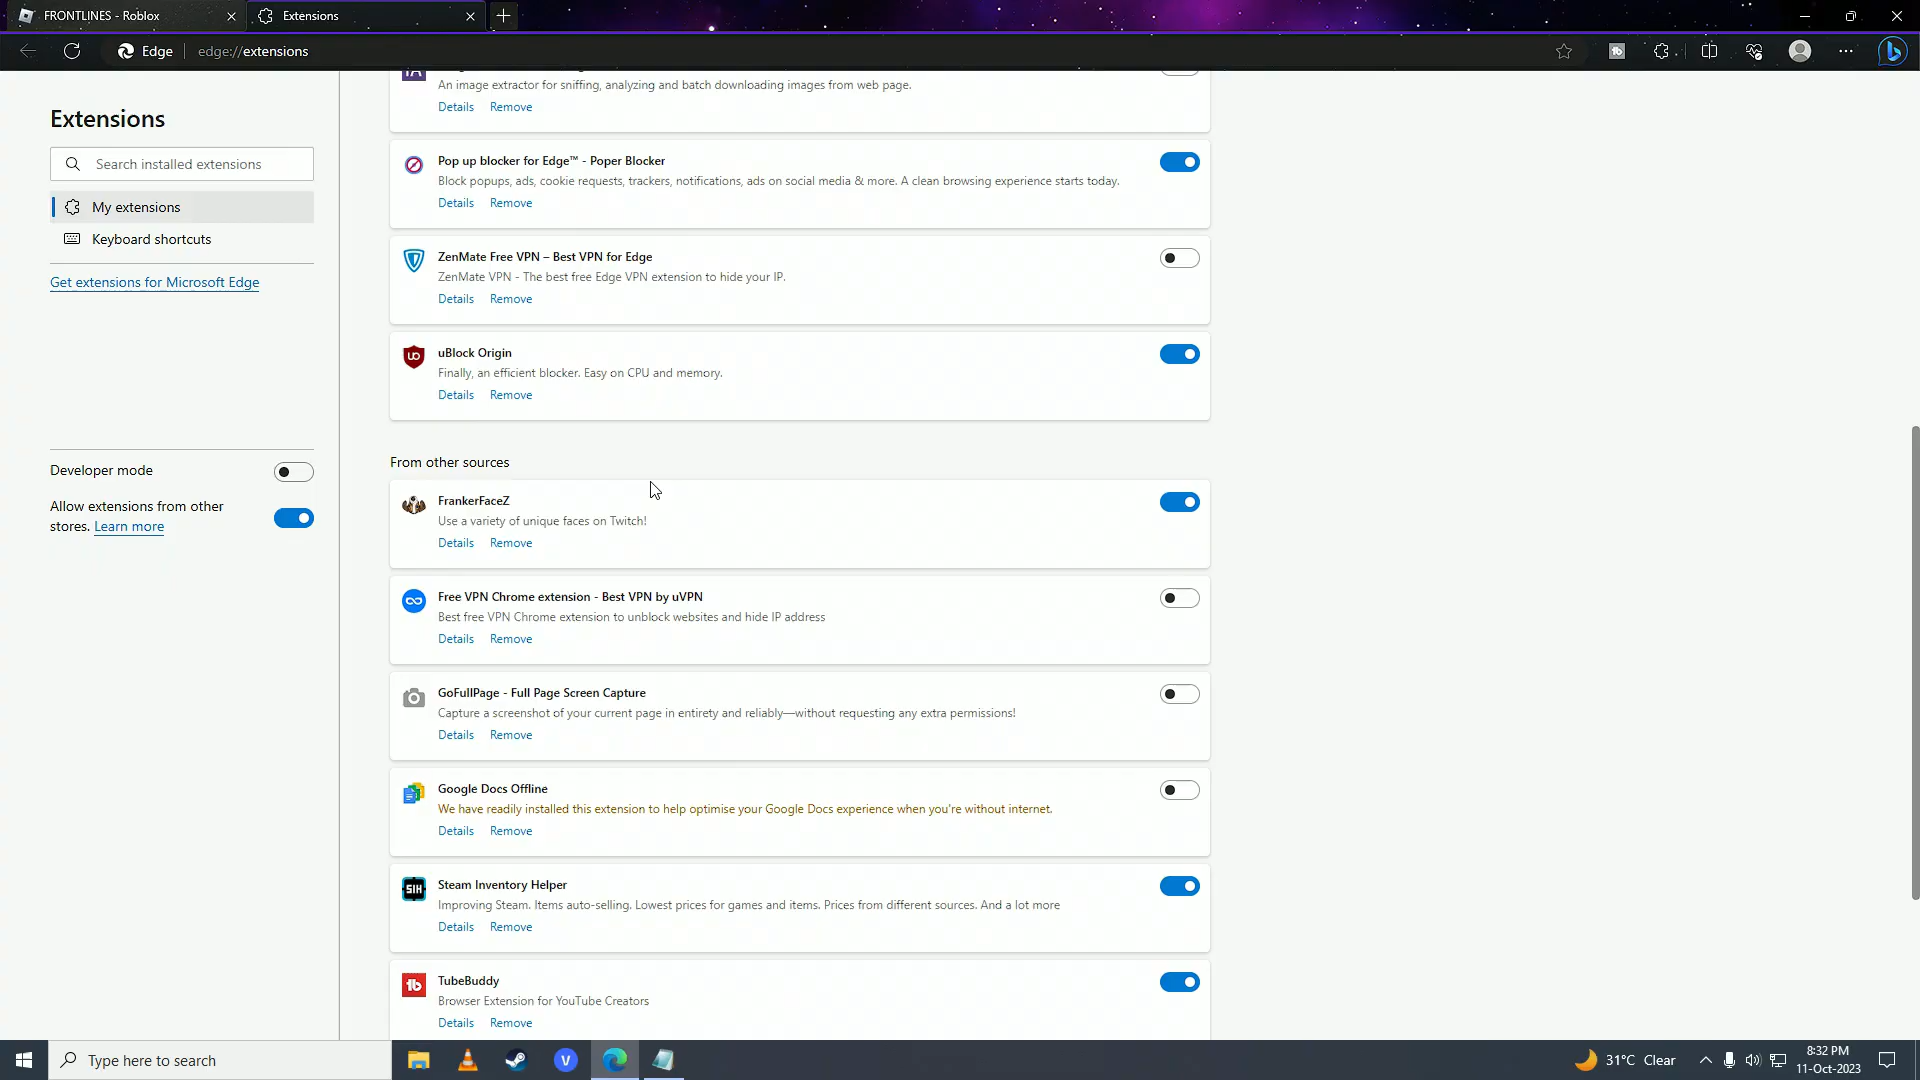 FRONTLINES - Roblox
Extensions
Edge
edge://extensions
Extensions
Search installed extensions
My extensions
Keyboard shortcuts
Get extensions for Microsoft Edge
Developer mode
Allow extensions from other
stores. Learn more
An image extractor for sniffing, analyzing and batch downloading images from web page.
Details Remove
Pop up blocker for Edge™ - Poper Blocker
Block popups, ads, cookie requests, trackers, notifications, ads on social media & more. A clean browsing experience starts today.
Details Remove
ZenMate Free VPN – Best VPN for Edge
ZenMate VPN - The best free Edge VPN extension to hide your IP.
Details Remove
uBlock Origin
Finally, an efficient blocker. Easy on CPU and memory.
Details Remove
From other sources
FrankerFaceZ
Use a variety of unique faces on Twitch!
Details Remove
Free VPN Chrome extension - Best VPN by uVPN
Best free VPN Chrome extension to unblock websites and hide IP address
Details Remove
GoFullPage - Full Page Screen Capture
Capture a screenshot of your current page in entirety and reliably—without requesting any extra permissions!
Details Remove
Google Docs Offline
We have readily installed this extension to help optimise your Google Docs experience when you're without internet.
Details Remove
SIH
Steam Inventory Helper
Improving Steam. Items auto-selling. Lowest prices for games and items. Prices from different sources. And a lot more
Details Remove
TubeBuddy
Browser Extension for YouTube Creators
Details Remove
Type here to search
31°C Clear
8:32 PM
11-Oct-2023